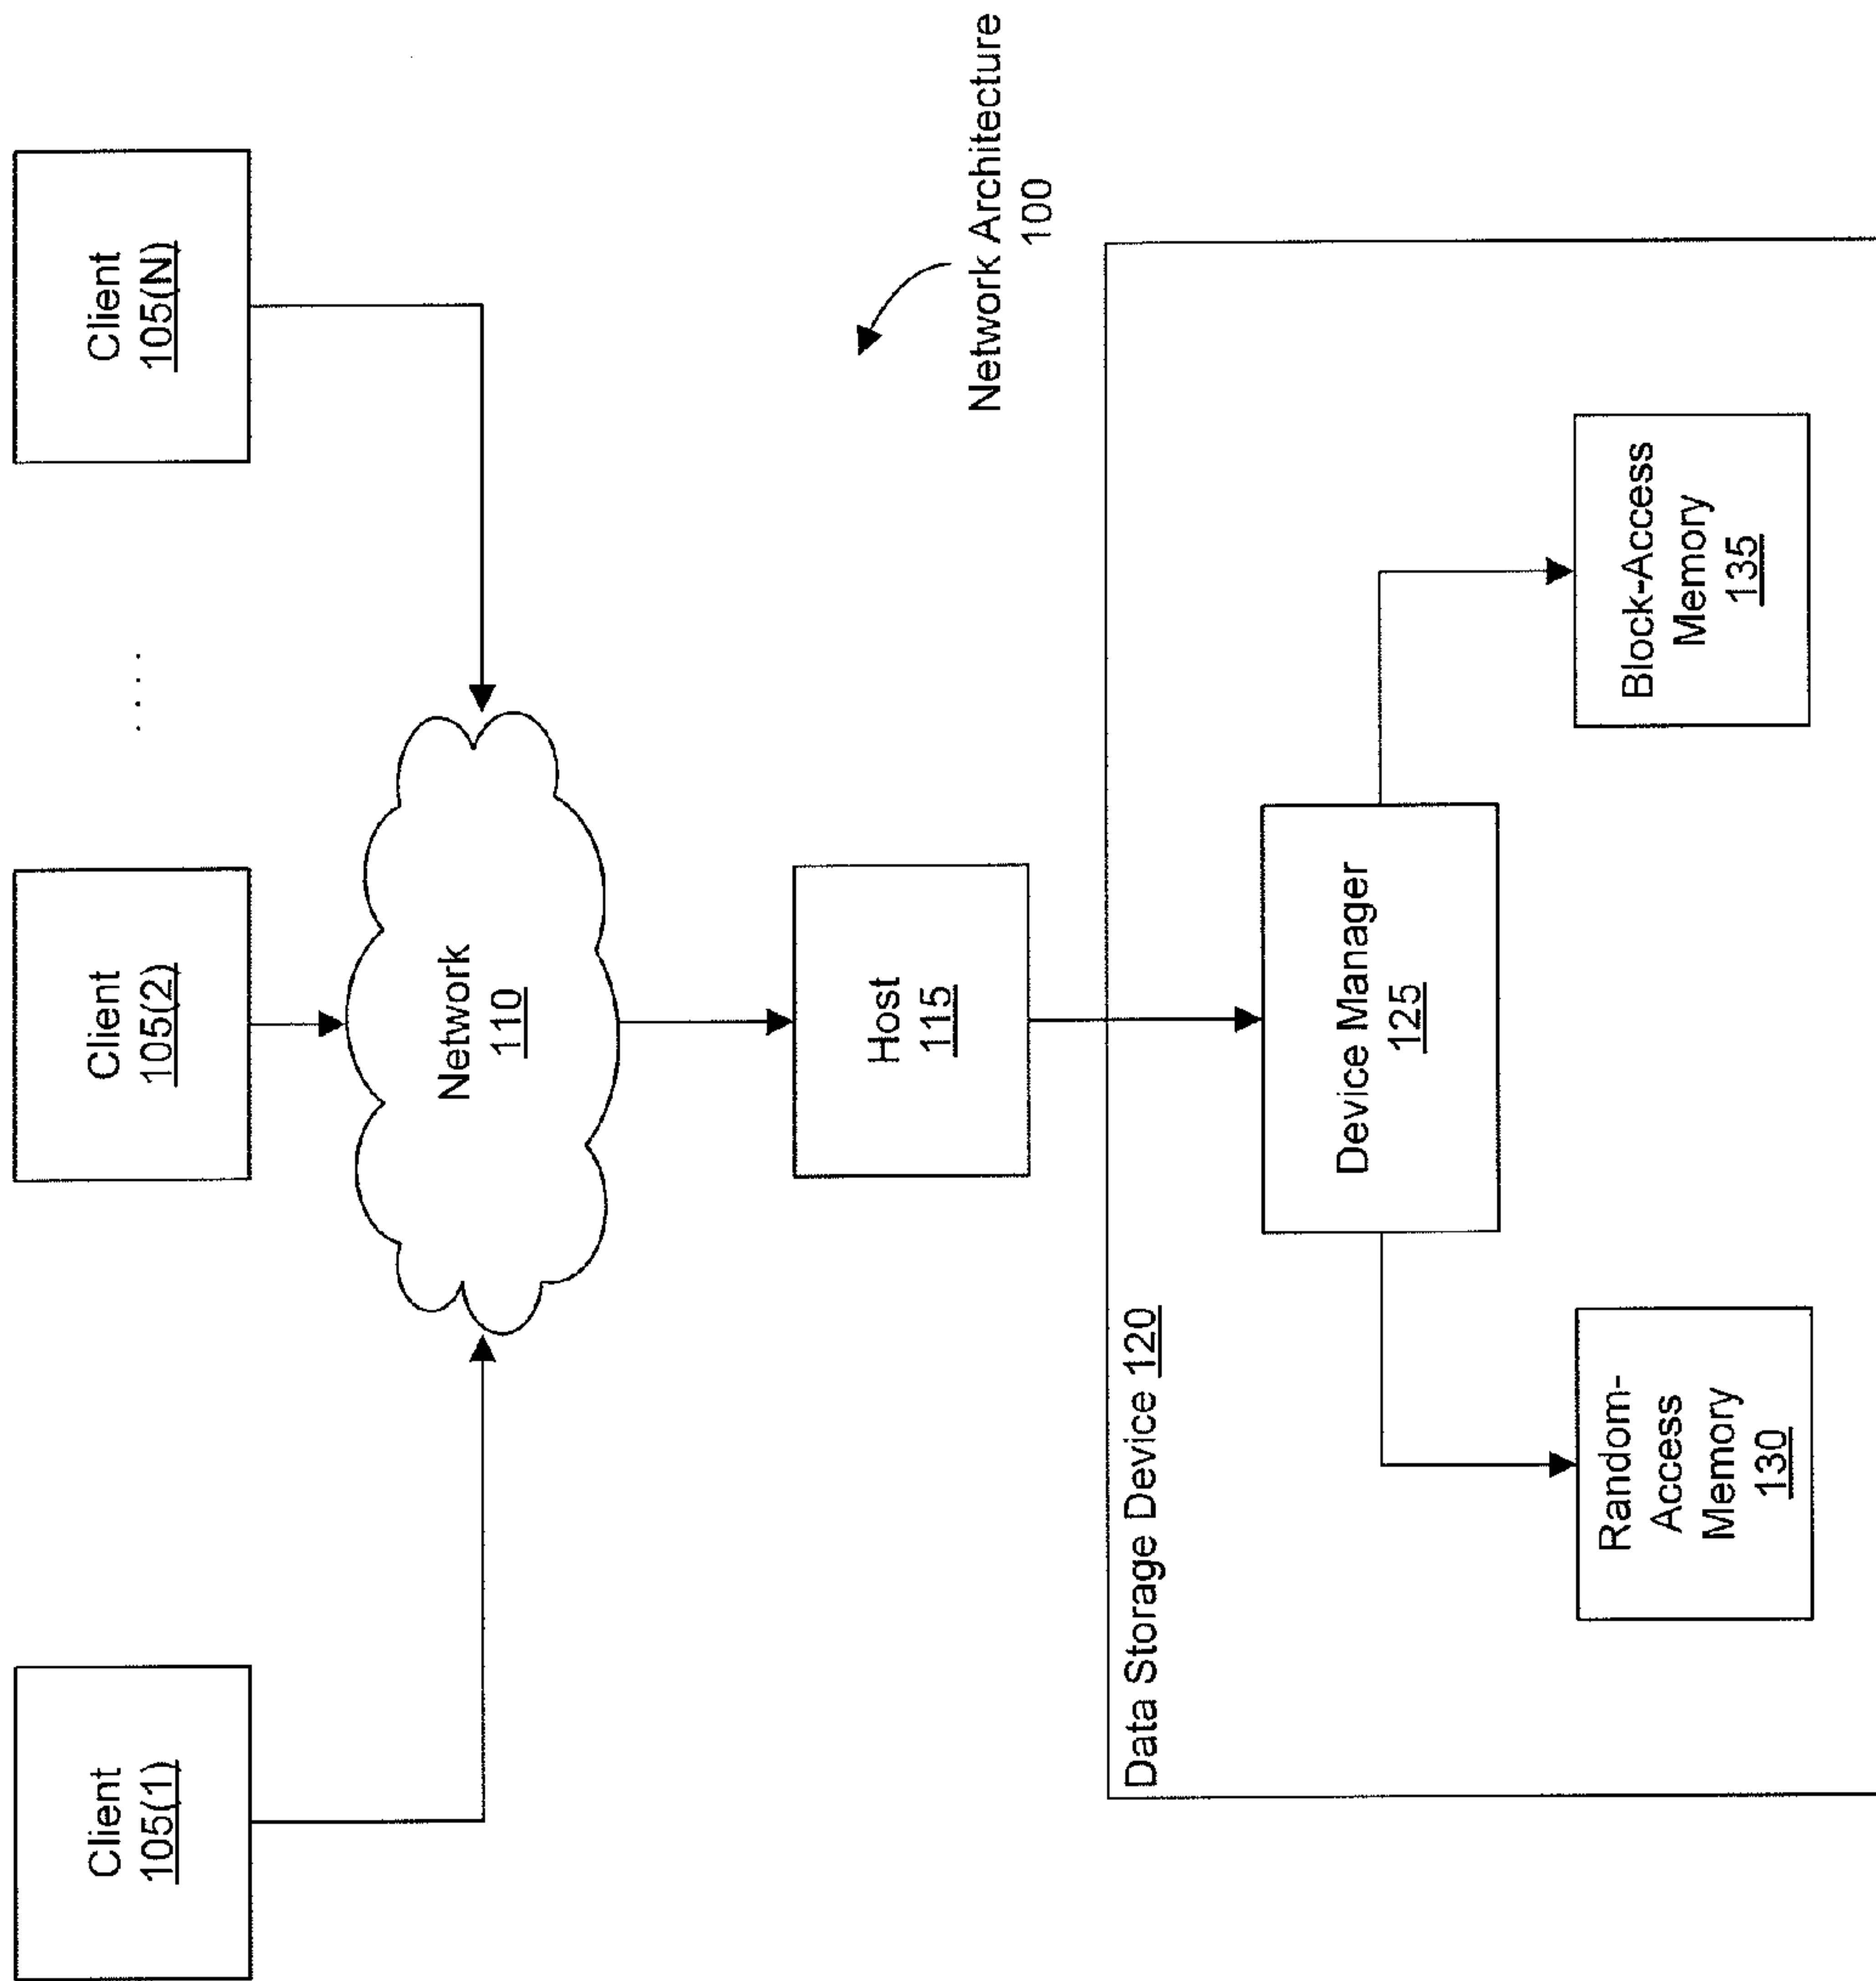 Client
105(1)
Client
105(2)
. . . .
Client
105(N)
Network
110
Host
115
Network Architecture
100
Data Storage Device 120
Device Manager
125
Random-
Access
Memory
130
Block-Access
Memory
135